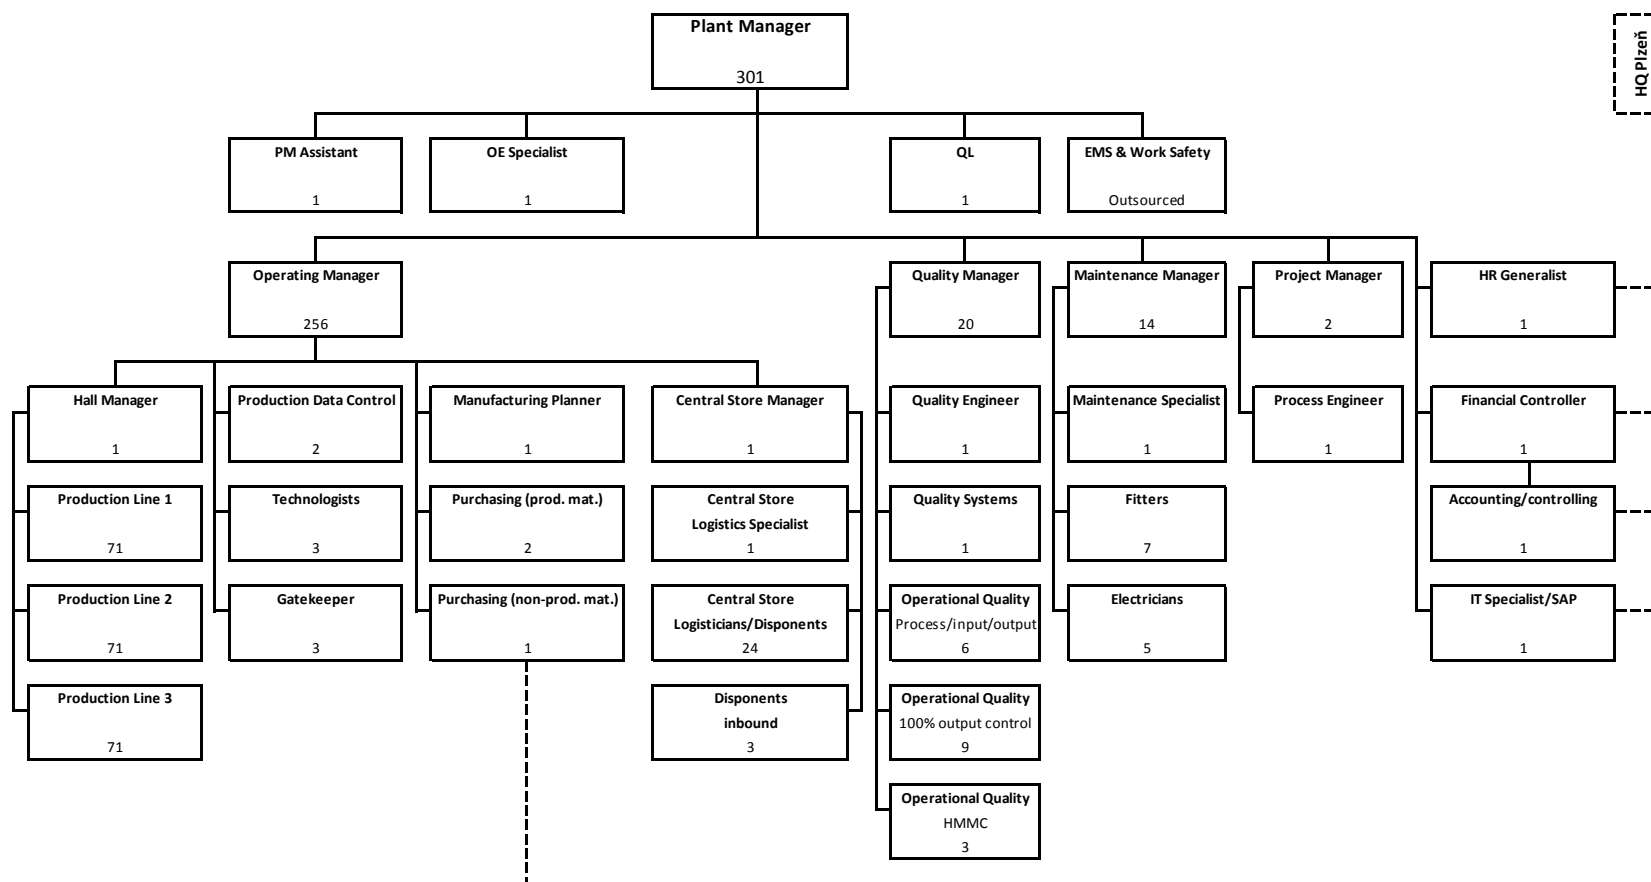 Plant Manager
301
HQ Plzeň
PM Assistant
1
OE Specialist
1
QL
1
EMS & Work Safety
Outsourced
Operating Manager
256
Quality Manager
20
Maintenance Manager
14
Project Manager
2
HR Generalist
1
Hall Manager
1
Production Data Control
2
Manufacturing Planner
1
Central Store Manager
1
Quality Engineer
1
Maintenance Specialist
1
Process Engineer
1
Financial Controller
1
Production Line 1
71
Technologists
3
Purchasing (prod. mat.)
2
Central Store
Logistics Specialist
1
Quality Systems
1
Fitters
7
Accounting/controlling
1
Production Line 2
71
Gatekeeper
3
Purchasing (non-prod. mat.)
1
Central Store
Logisticians/Disponents
24
Operational Quality
Process/input/output
6
Electricians
5
IT Specialist/SAP
1
Production Line 3
71
Disponents
inbound
3
Operational Quality
100% output control
9
Operational Quality
HMMC
3